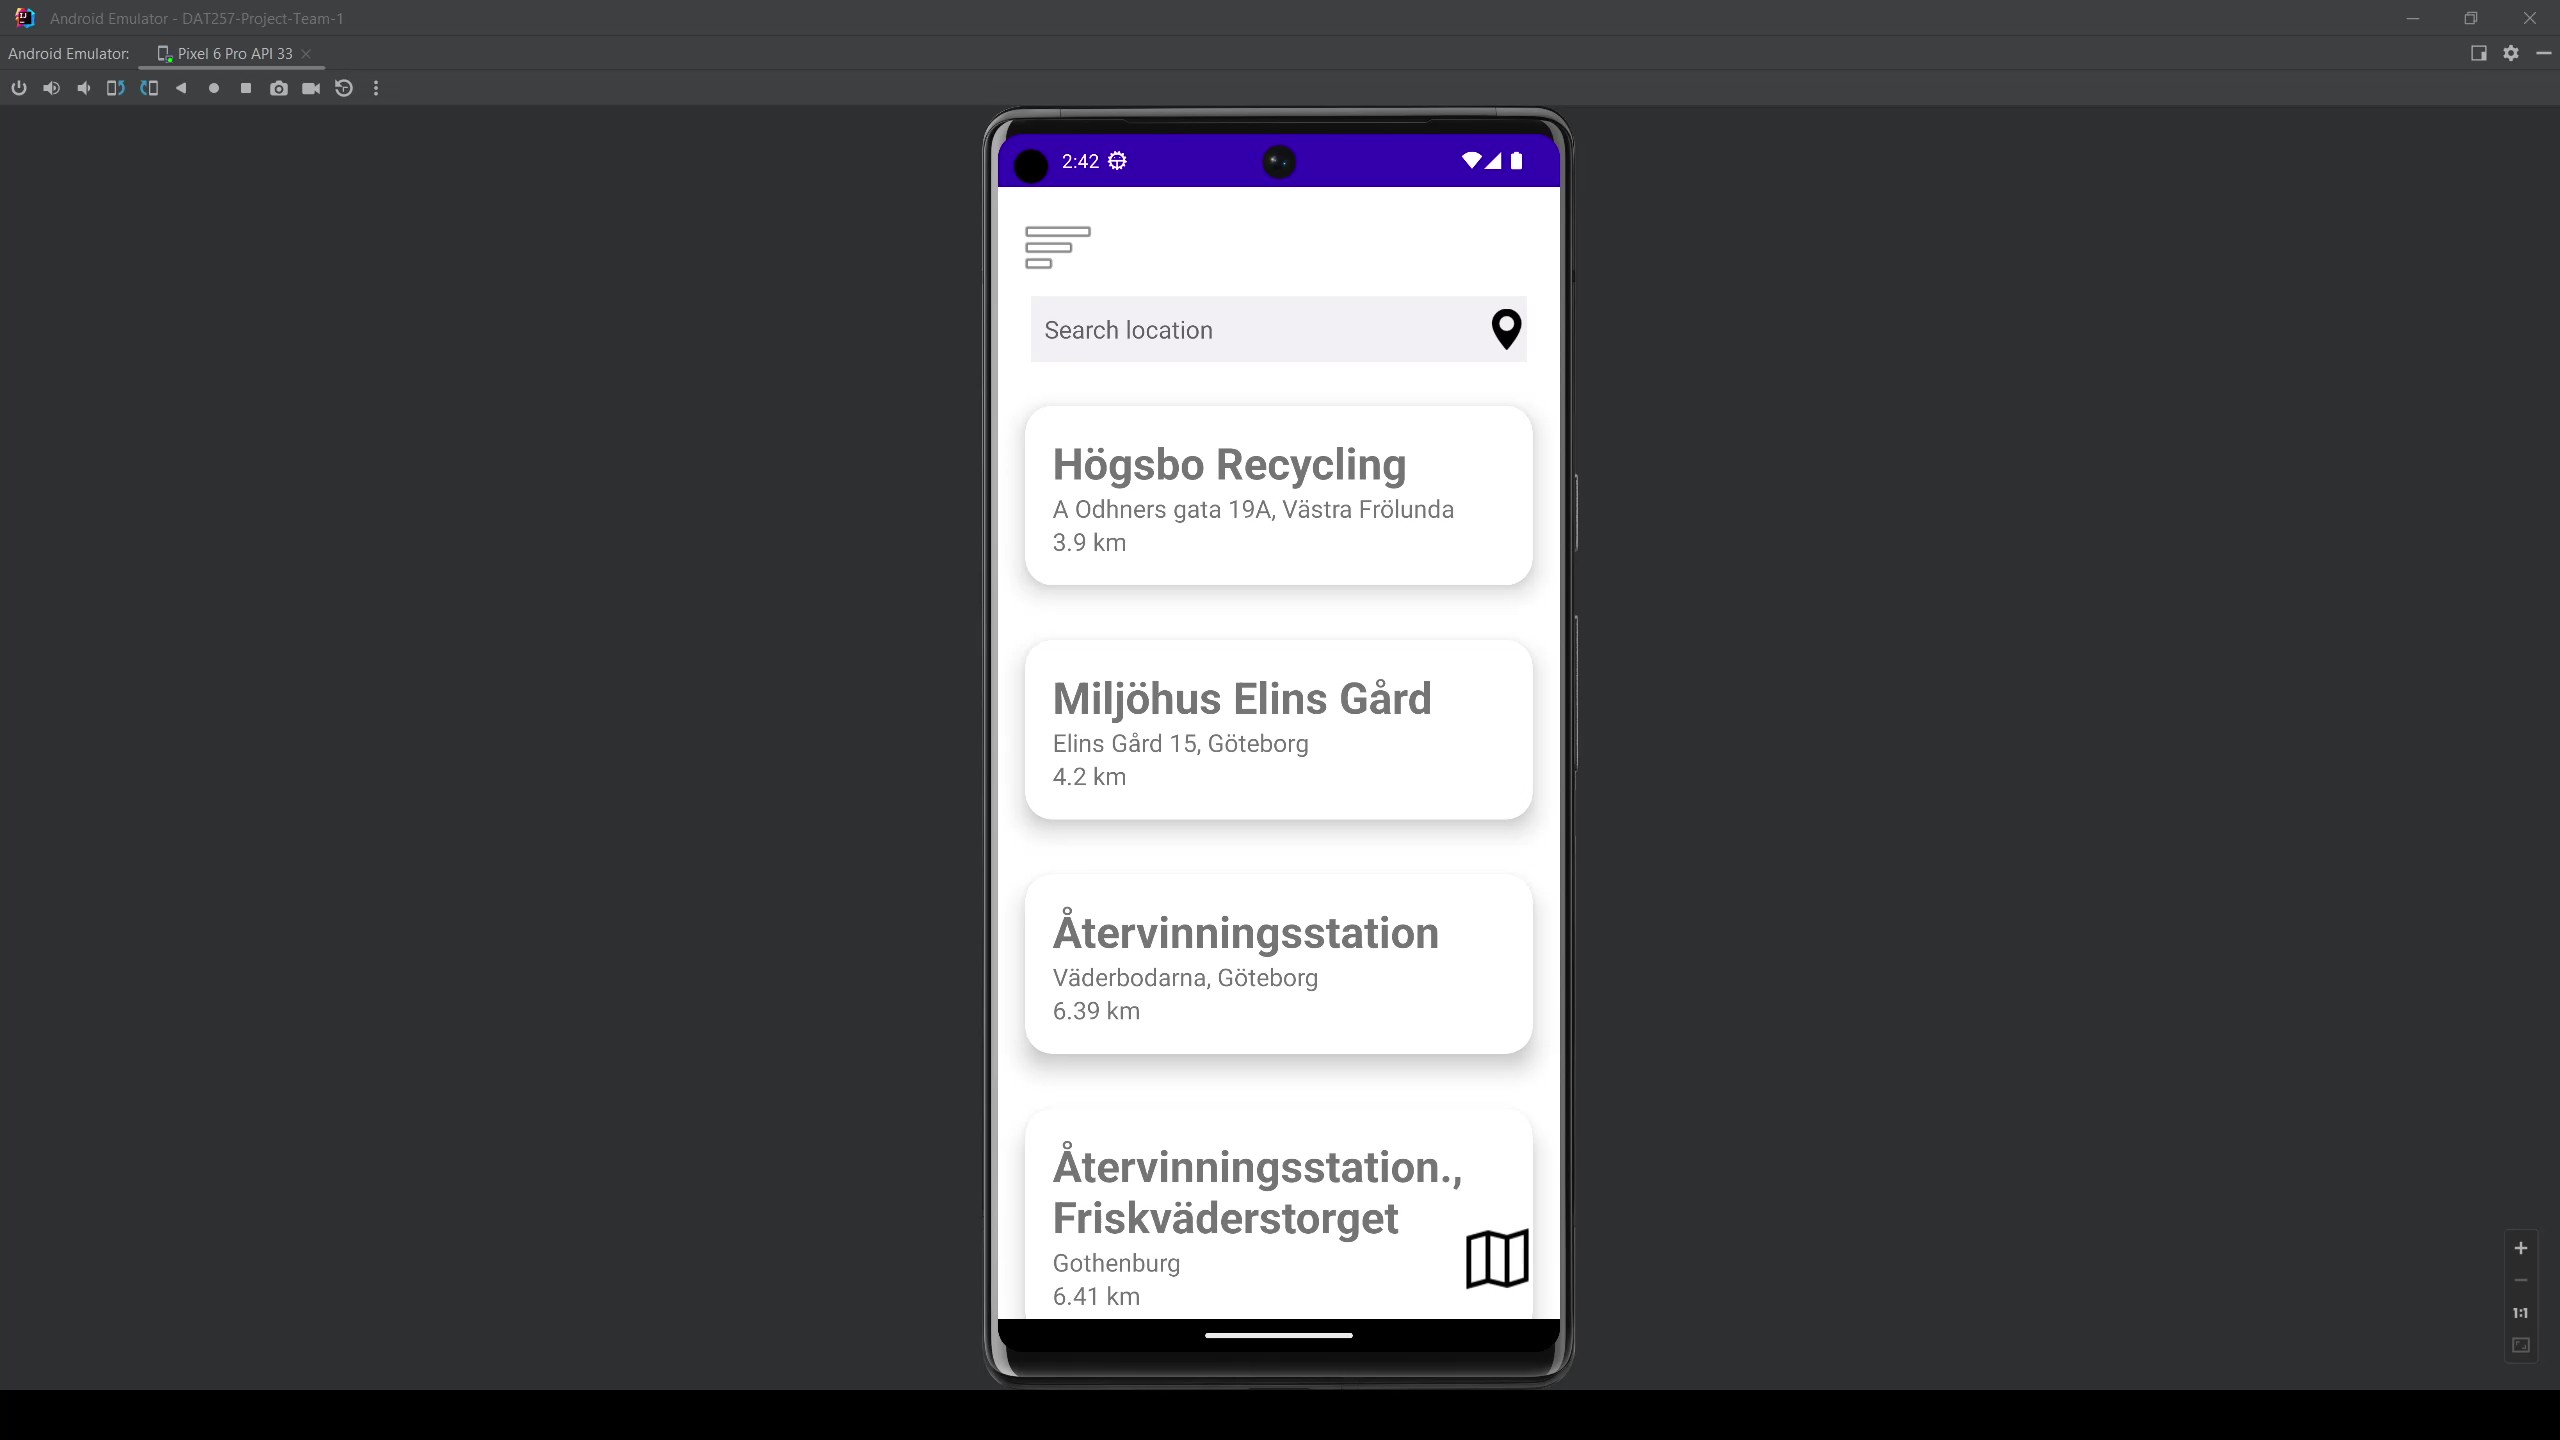 Android Emulator - DAT257-Project-Team-1
Android Emulator: Pixel 6 Pro API 33
2:42
Search location
Högsbo Recycling
A Odhners gata 19A, Västra Frölunda
3.9 km
Miljöhus Elins Gård
Elins Gård 15, Göteborg
4.2 km
Återvinningsstation
Väderbodarna, Göteborg
6.39 km
Återvinningsstation.,
Friskväderstorget
Gothenburg
6.41 km
1:1